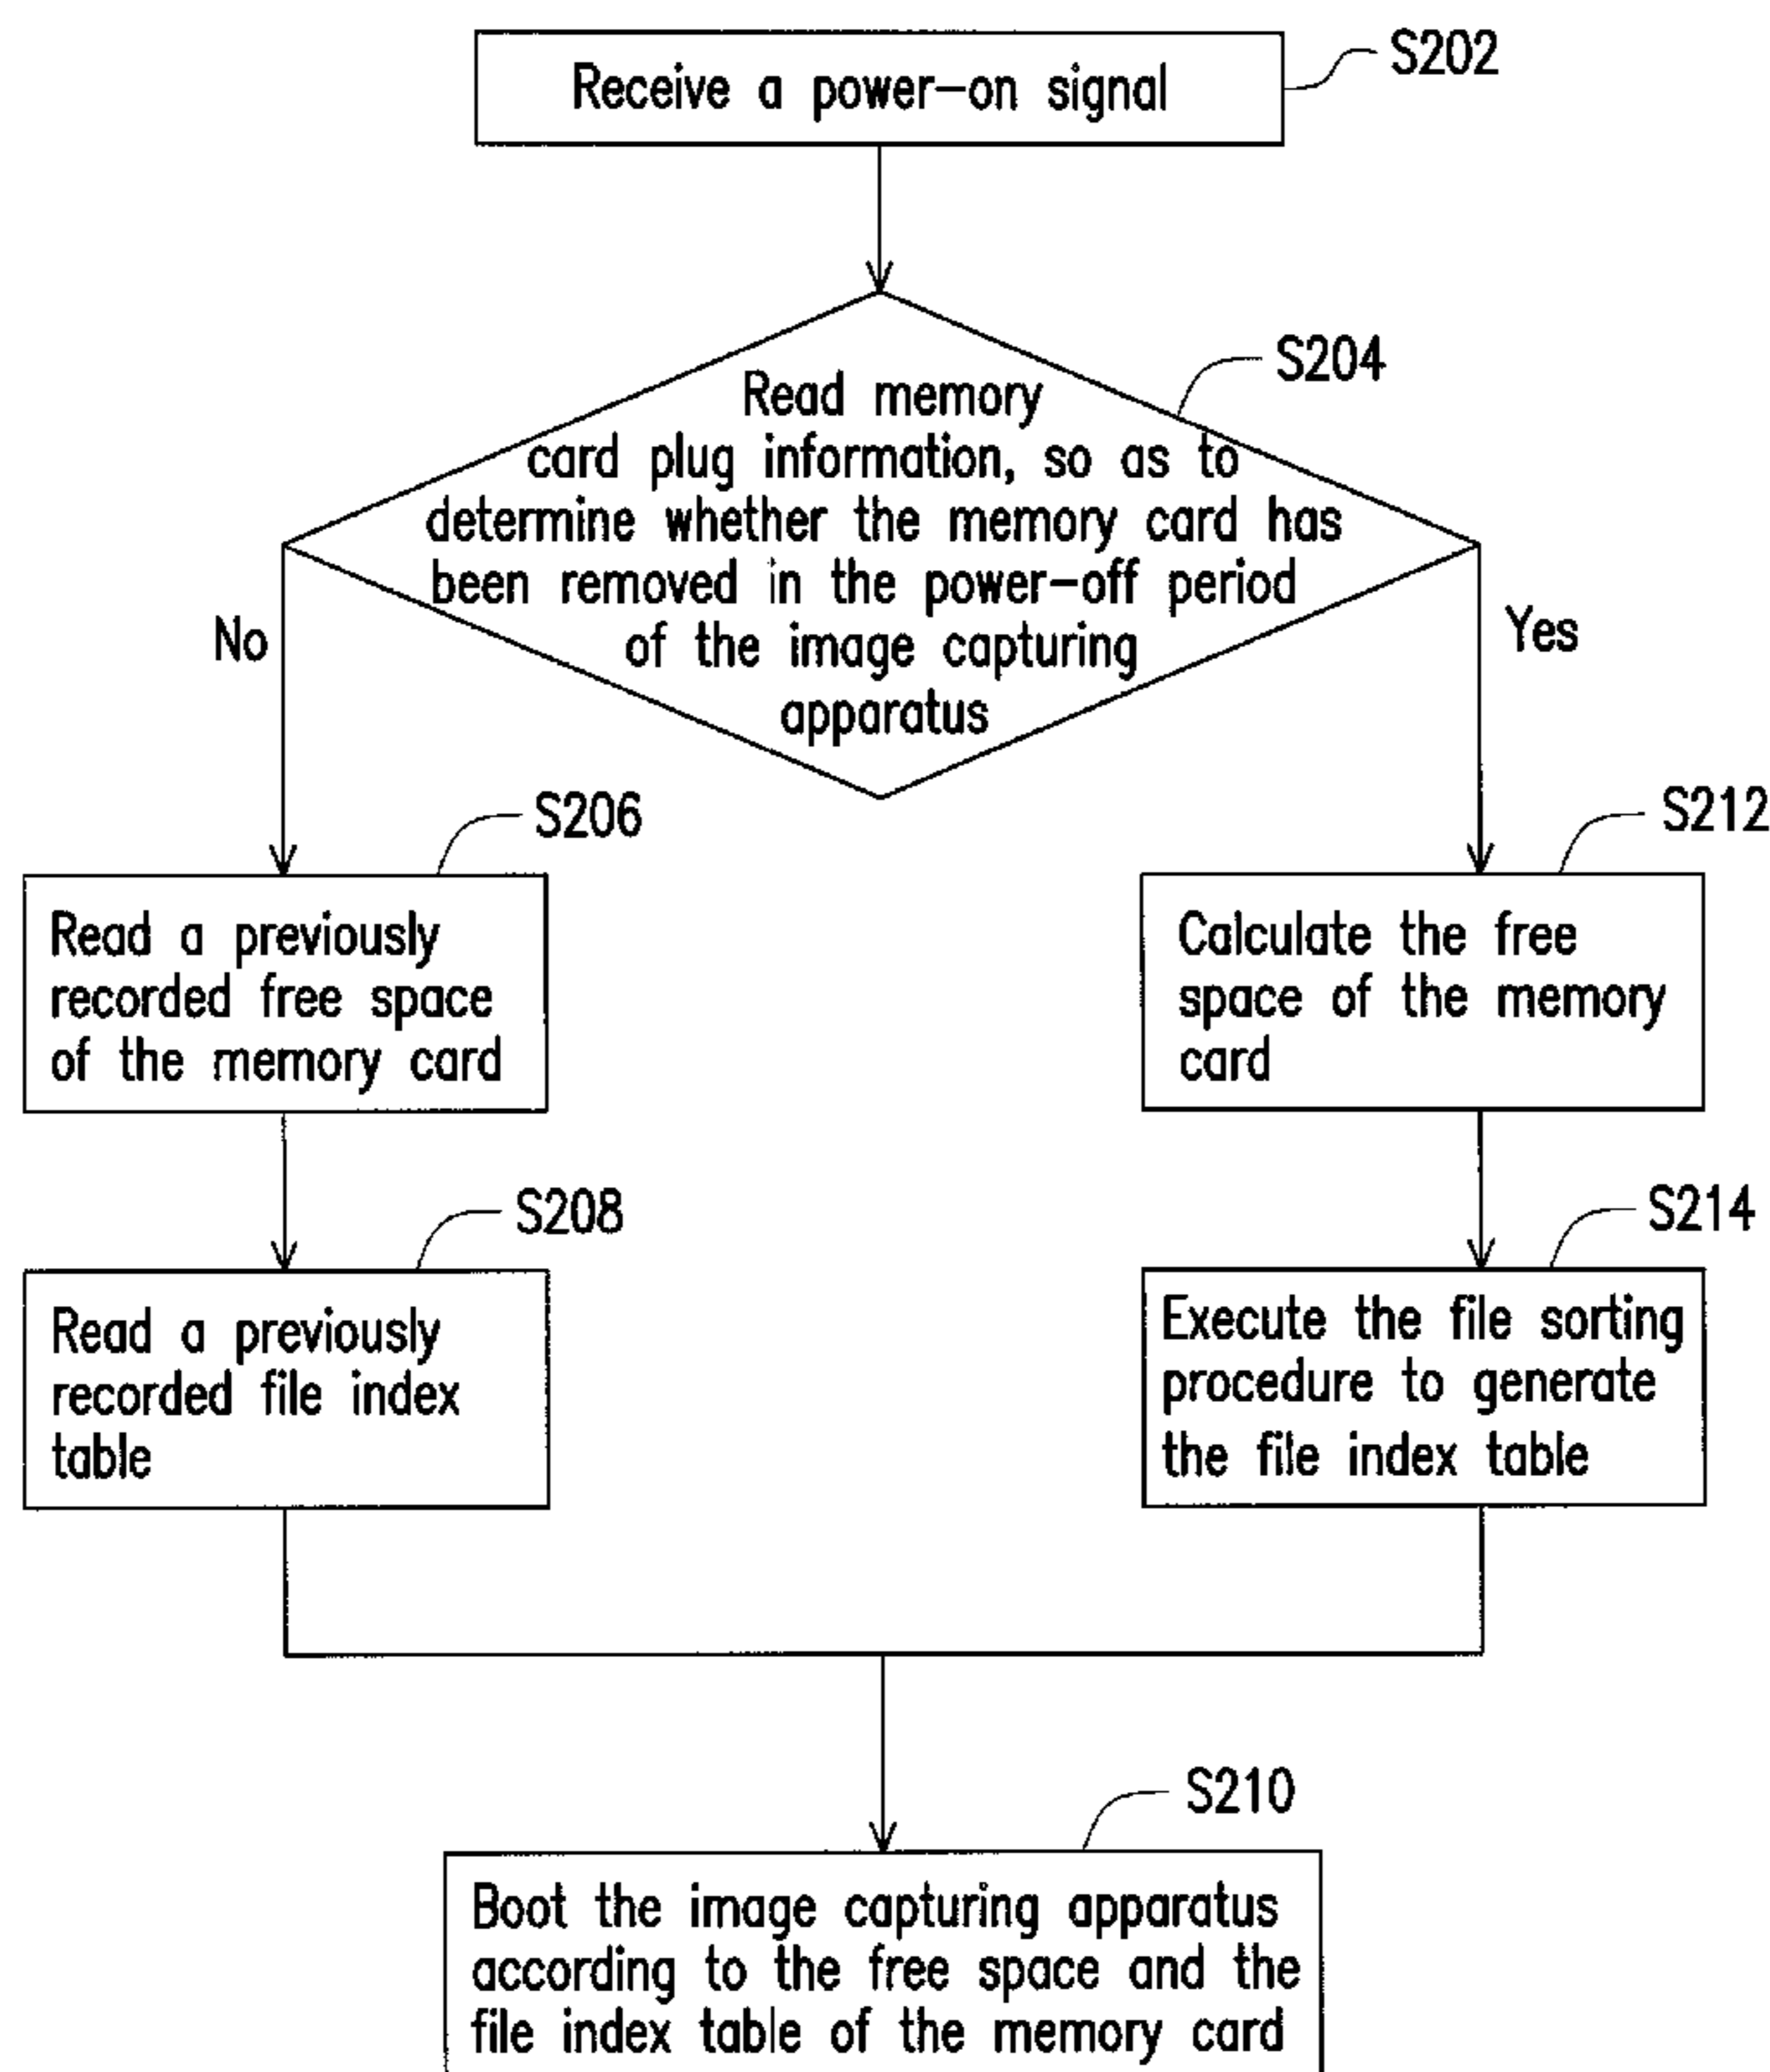 Receive a power-on signal
S202
S204
Read memory
card plug information, so as to
determine whether the memory card has
been removed in the power-off period
of the image capturing
apparatus
No
Yes
S206
Read a previously
recorded free space
of the memory card
S212
Calculate the free
space of the memory
card
S208
Read a previously
recorded file index
table
S214
Execute the file sorting
procedure to generate
the file index table
S210
Boot the image capturing apparatus
according to the free space and the
file index table of the memory card